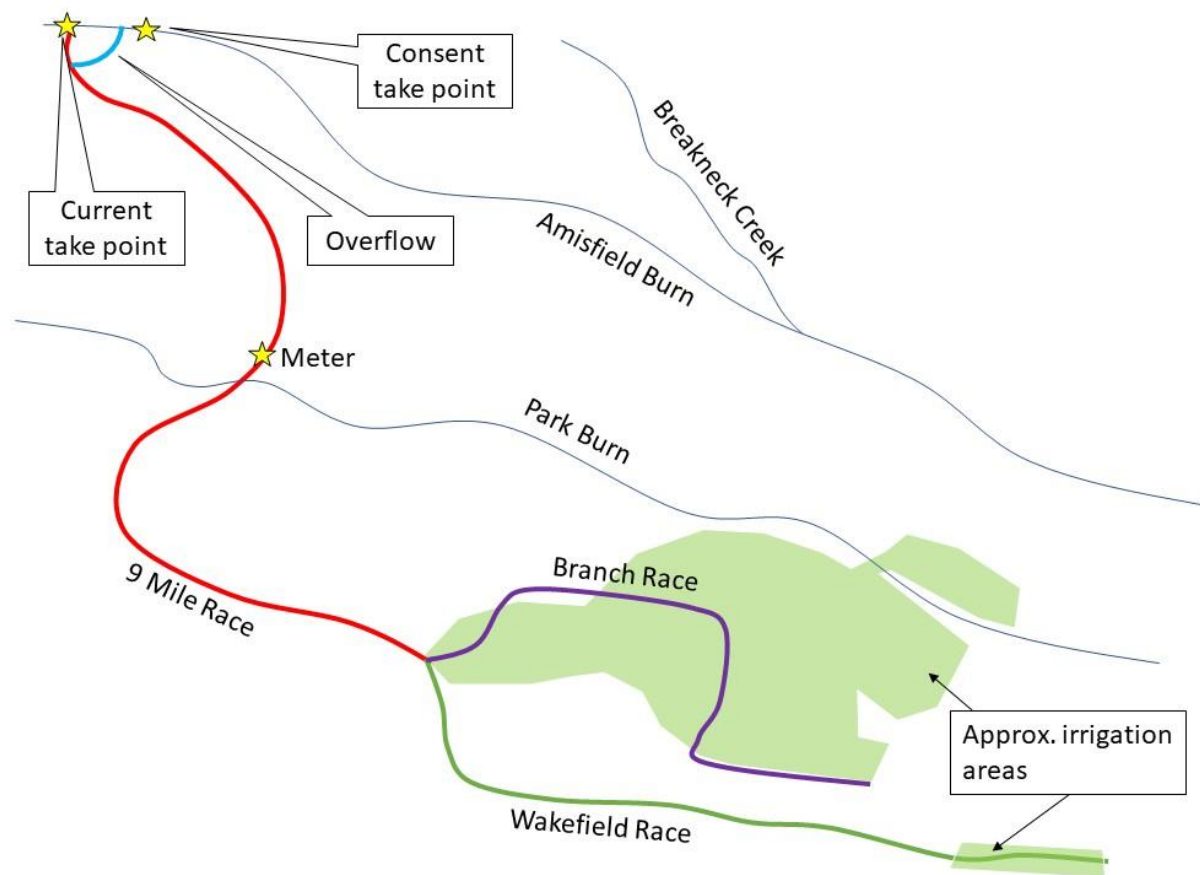 Consent
take point
Breakneck Creek
Current
take point
Overflow
Amisfield Burn
Meter
Park Burn
Branch Race
9 Mile Race
Approx. irrigation
areas
Wakefield Race